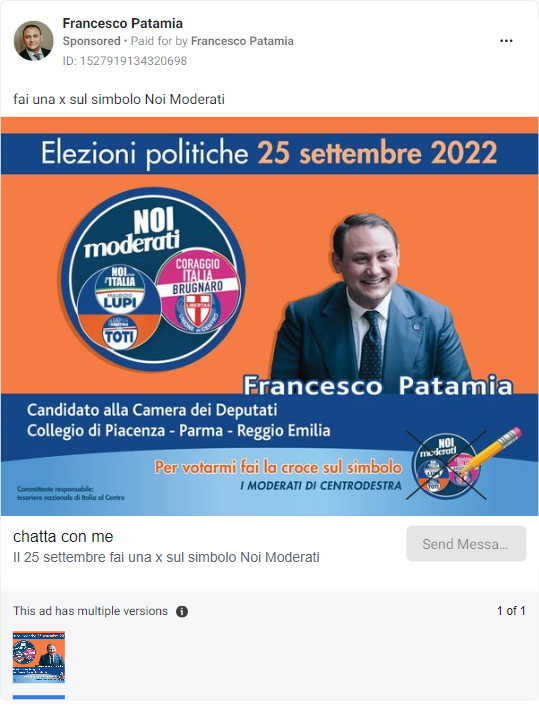 Francesco Patamia
Sponsored • Paid for by Francesco Patamia
ID: 1527919134320698
fai una x sul simbolo Noi Moderati
Elezioni politiche 25 settembre 2022
NOI
moderati
NOI
L'ITALIA
MAURIZIO
LUPI
TOTI
CORAGGIO
ITALIA
BRUGNARO
LIBERTAS
UNIONE DI CENTRO
Francesco Patamia
Candidato alla Camera dei Deputati
Collegio di Piacenza - Parma - Reggio Emilia
Per votarmi fai la croce sul simbolo
I MODERATI DI CENTRODESTRA
NOI
moderati
LUPI
TOTI
Committente responsabile:
tesoriere nazionale di Italia al Centro
chatta con me
Il 25 settembre fai una x sul simbolo Noi Moderati
Send Messa...
This ad has multiple versions
1 of 1